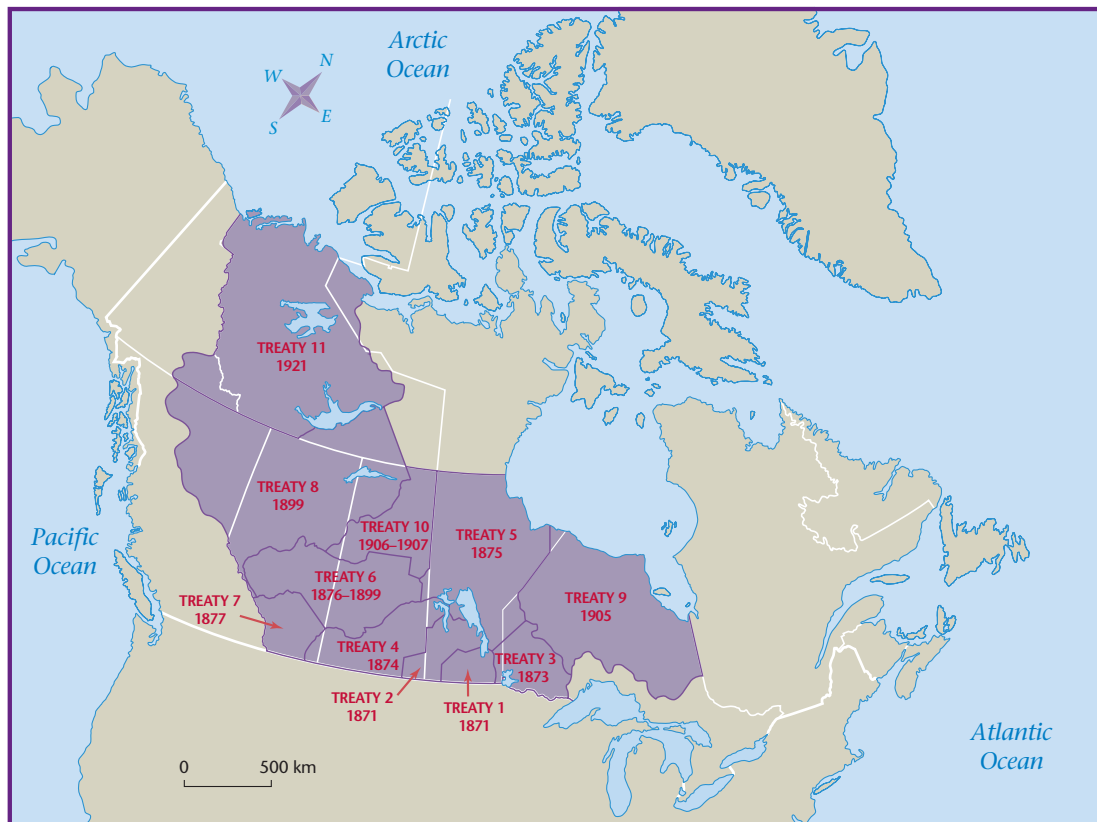 Arctic
Ocean
N
W
E
S
TREATY 11
1921
TREATY 8
1899
TREATY 10
1906–1907
TREATY 5
1875
Pacific
Ocean
TREATY 6
1876–1899
TREATY 7
1877
TREATY 9
1905
TREATY 4
1874
TREATY 3
1873
TREATY 2
1871
TREATY 1
1871
Atlantic
Ocean
0 500 km